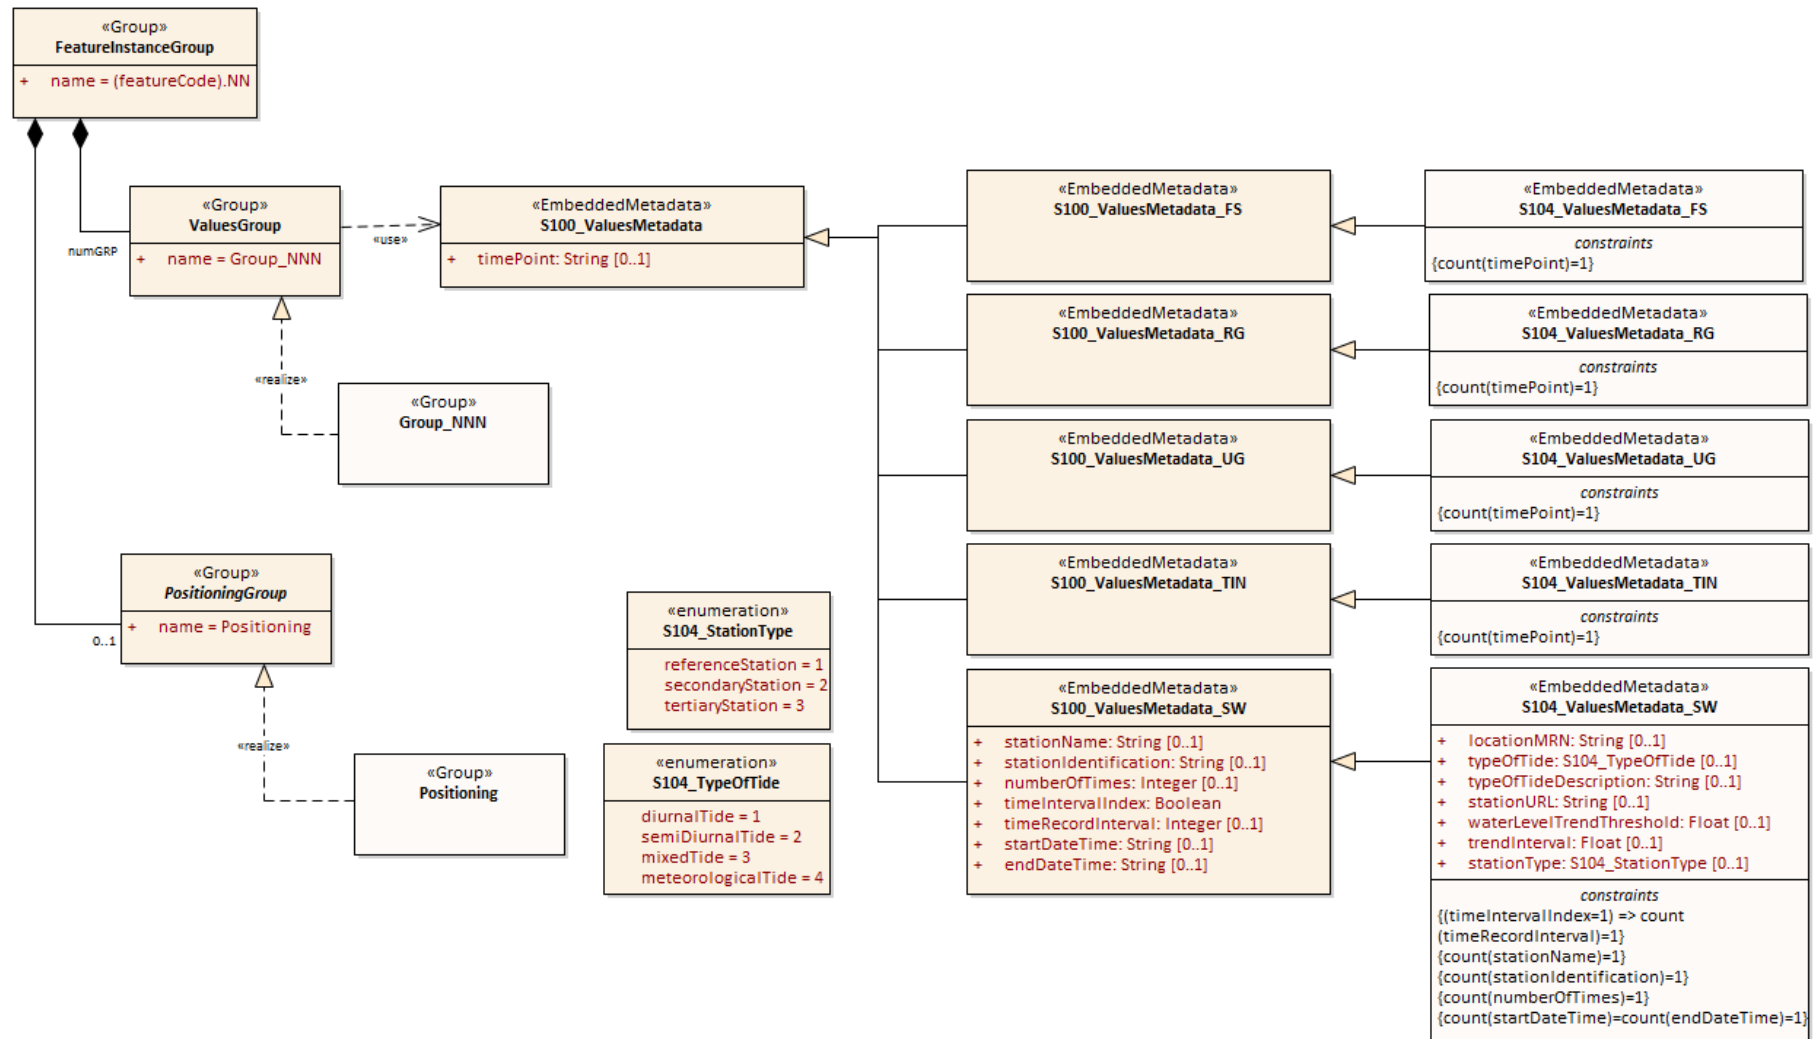 «Group»
FeatureInstanceGroup
+ name = (featureCode).NN
«Group»
ValuesGroup
+ name = Group_NNN
numGRP
«use»
«EmbeddedMetadata»
S100_ValuesMetadata
+ timePoint: String [0..1]
«realize»
«Group»
Group_NNN
«Group»
PositioningGroup
+ name = Positioning
0..1
«realize»
«Group»
Positioning
«enumeration»
S104_StationType
referenceStation = 1
secondaryStation = 2
tertiaryStation = 3
«enumeration»
S104_TypeOfTide
diurnalTide = 1
semiDiurnalTide = 2
mixedTide = 3
meteorologicalTide = 4
«EmbeddedMetadata»
S100_ValuesMetadata_FS
«EmbeddedMetadata»
S100_ValuesMetadata_RG
«EmbeddedMetadata»
S100_ValuesMetadata_UG
«EmbeddedMetadata»
S100_ValuesMetadata_TIN
«EmbeddedMetadata»
S100_ValuesMetadata_SW
+ stationName: String [0..1]
+ stationIdentification: String [0..1]
+ numberOfTimes: Integer [0..1]
+ timeIntervalIndex: Boolean
+ timeRecordInterval: Integer [0..1]
+ startDateTime: String [0..1]
+ endDateTime: String [0..1]
«EmbeddedMetadata»
S104_ValuesMetadata_FS
constraints
{count(timePoint)=1}
«EmbeddedMetadata»
S104_ValuesMetadata_RG
constraints
{count(timePoint)=1}
«EmbeddedMetadata»
S104_ValuesMetadata_UG
constraints
{count(timePoint)=1}
«EmbeddedMetadata»
S104_ValuesMetadata_TIN
constraints
{count(timePoint)=1}
«EmbeddedMetadata»
S104_ValuesMetadata_SW
+ locationMRN: String [0..1]
+ typeOfTide: S104_TypeOfTide [0..1]
+ typeOfTideDescription: String [0..1]
+ stationURL: String [0..1]
+ waterLevelTrendThreshold: Float [0..1]
+ trendInterval: Float [0..1]
+ stationType: S104_StationType [0..1]
constraints
{(timeIntervalIndex=1) => count
(timeRecordInterval)=1}
{count(stationName)=1}
{count(stationIdentification)=1}
{count(numberOfTimes)=1}
{count(startDateTime)=count(endDateTime)=1}